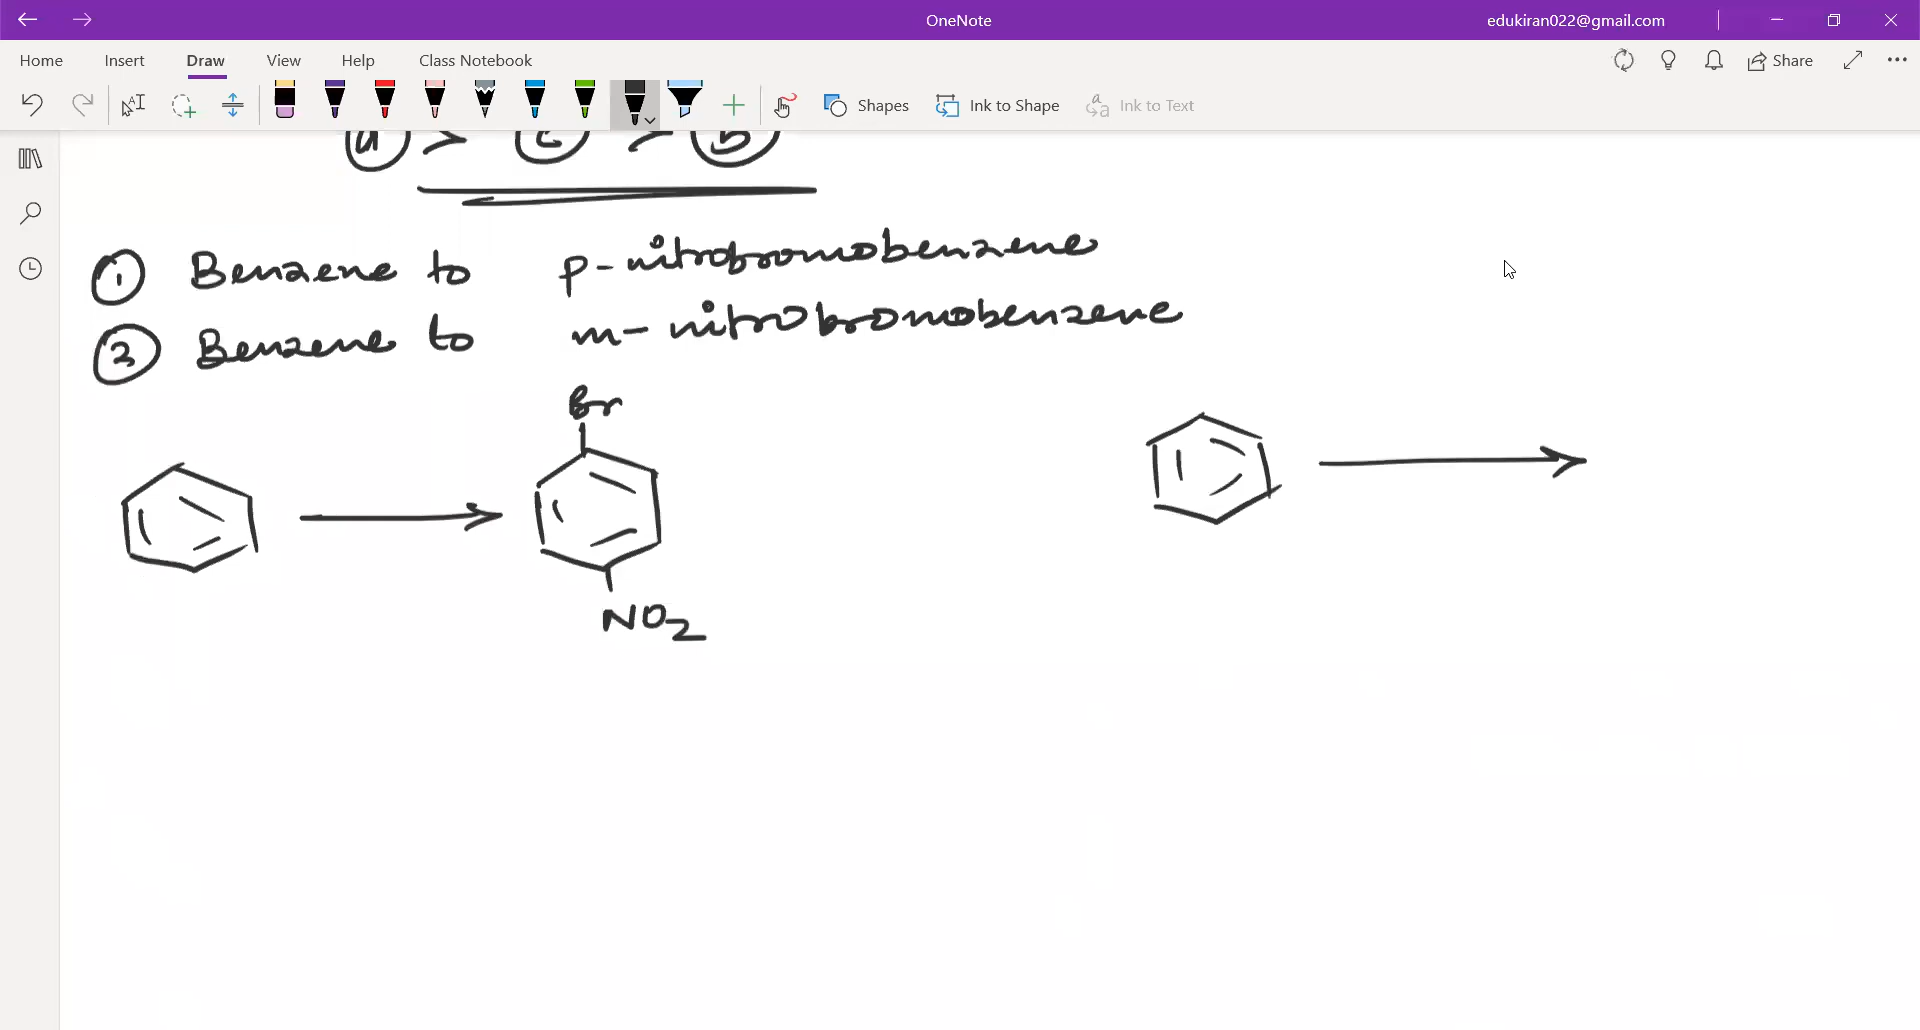 OneNote
edukiran022@gmail.com
Home Insert Draw View Help Class Notebook
Share
Shapes Ink to Shape Ink to Text
a > c > b
① Benzene to p-nitrobromobenzene
② Benzene to m-nitrobromobenzene
Br
NO2